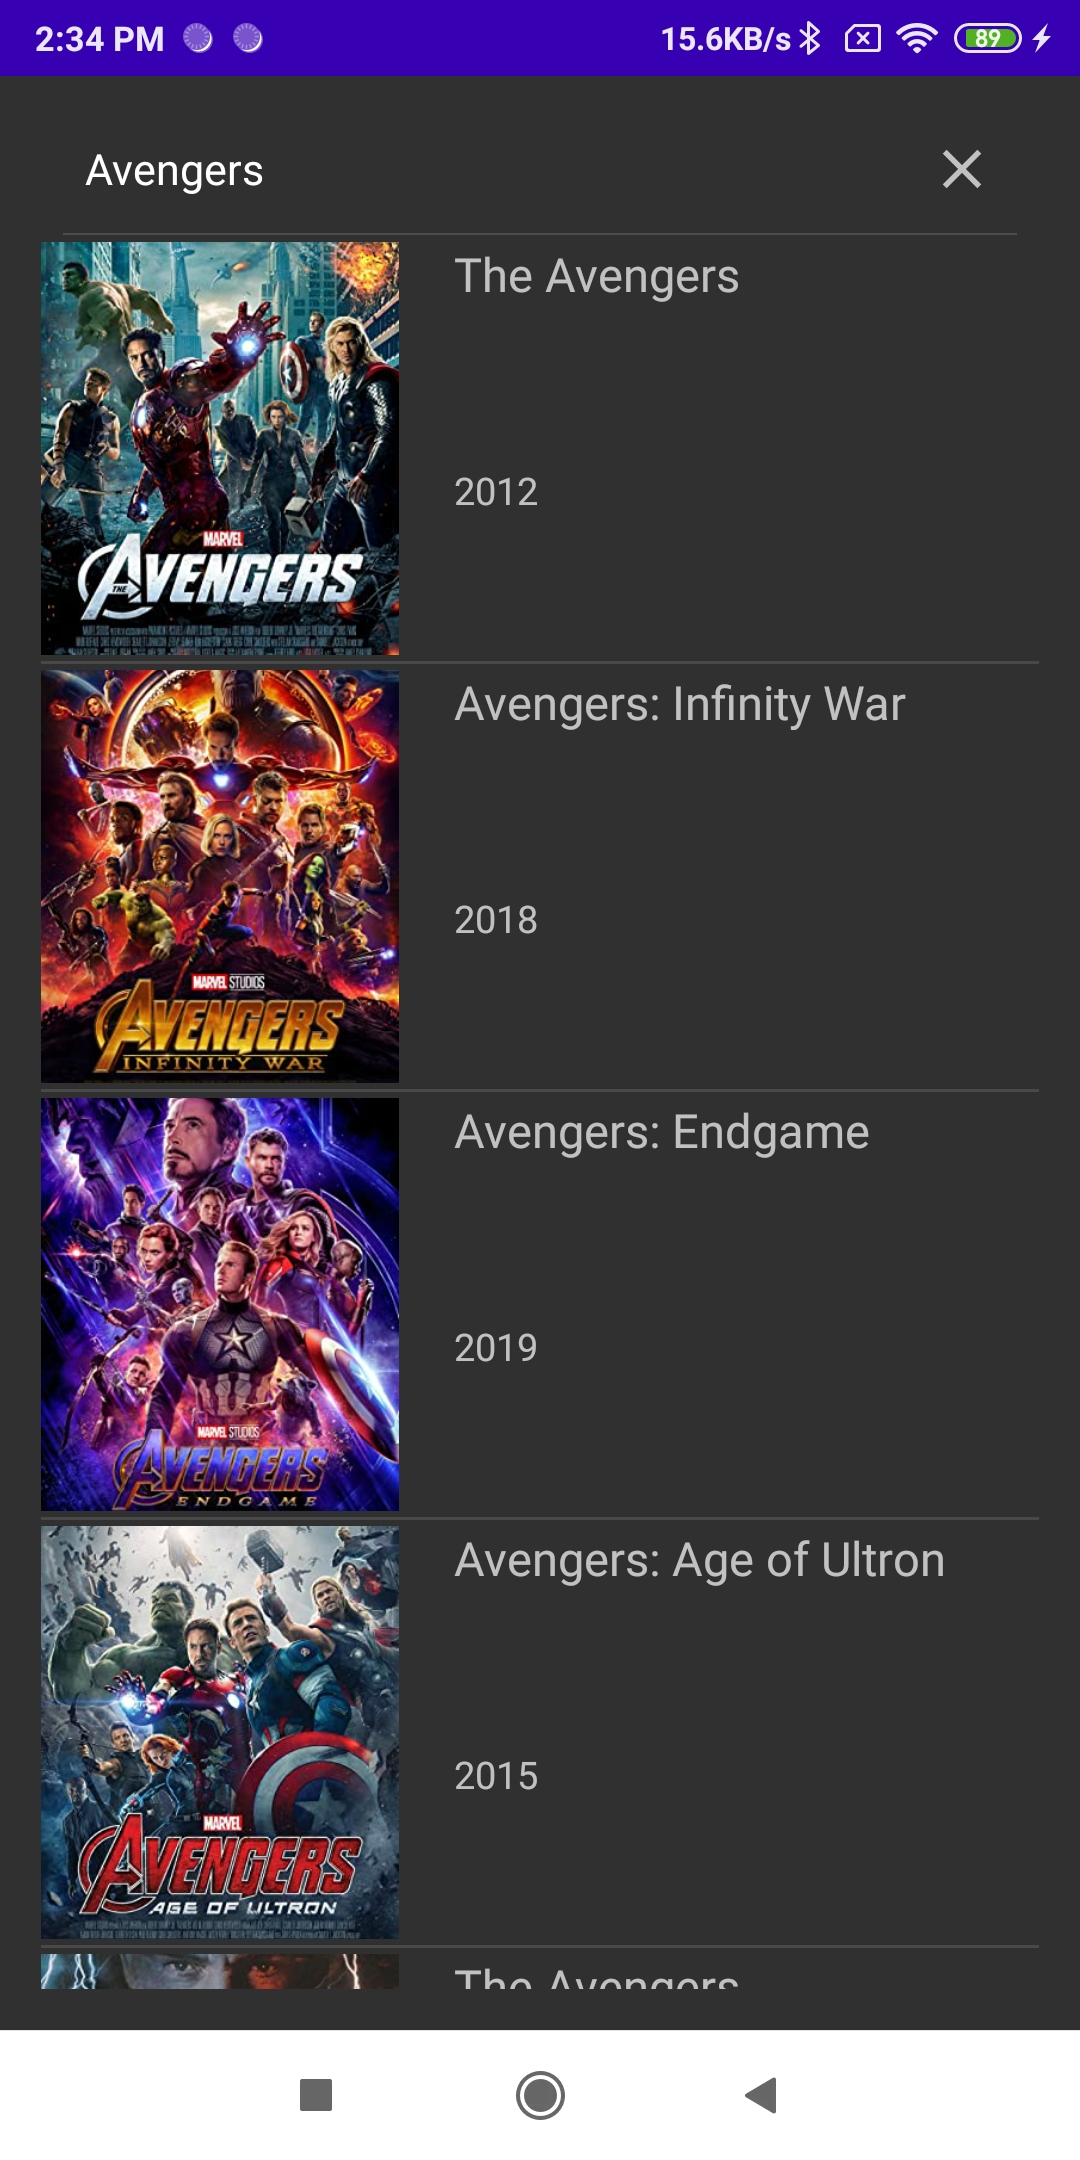 2:34 PM
15.6KB/s
89
Avengers
The Avengers
2012
MARVEL
THE AVENGERS
Avengers: Infinity War
2018
MARVEL STUDIOS
AVENGERS
INFINITY WAR
Avengers: Endgame
2019
MARVEL STUDIOS
AVENGERS
ENDGAME
Avengers: Age of Ultron
2015
MARVEL
AVENGERS
AGE OF ULTRON
The Avengers